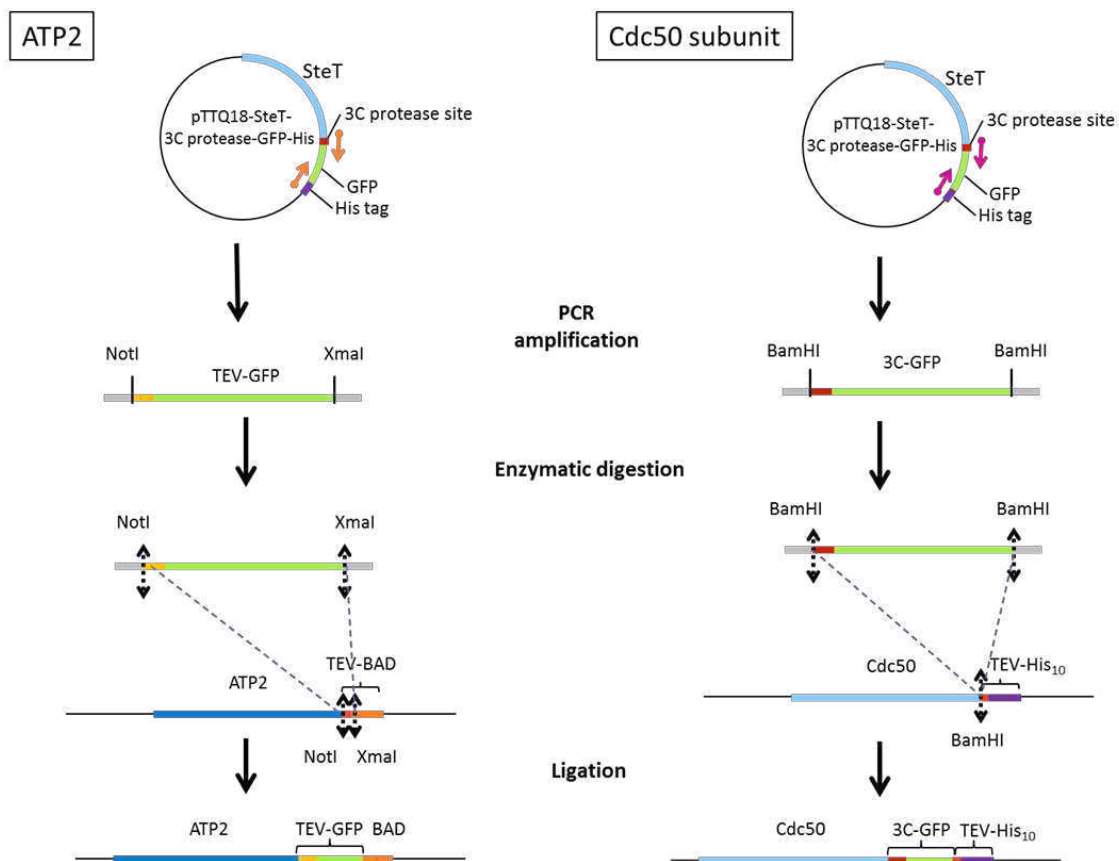 ATP2
SteT
pTTQ18-SteT-
3C protease-GFP-His
3C protease site
GFP
His tag
Cdc50 subunit
SteT
pTTQ18-SteT-
3C protease-GFP-His
3C protease site
GFP
His tag
PCR
amplification
NotI
XmaI
TEV-GFP
BamHI
BamHI
3C-GFP
Enzymatic digestion
NotI
XmaI
TEV-BAD
ATP2
NotI
XmaI
BamHI
BamHI
Cdc50
TEV-His10
BamHI
Ligation
ATP2
TEV-GFP
BAD
Cdc50
3C-GFP
TEV-His10